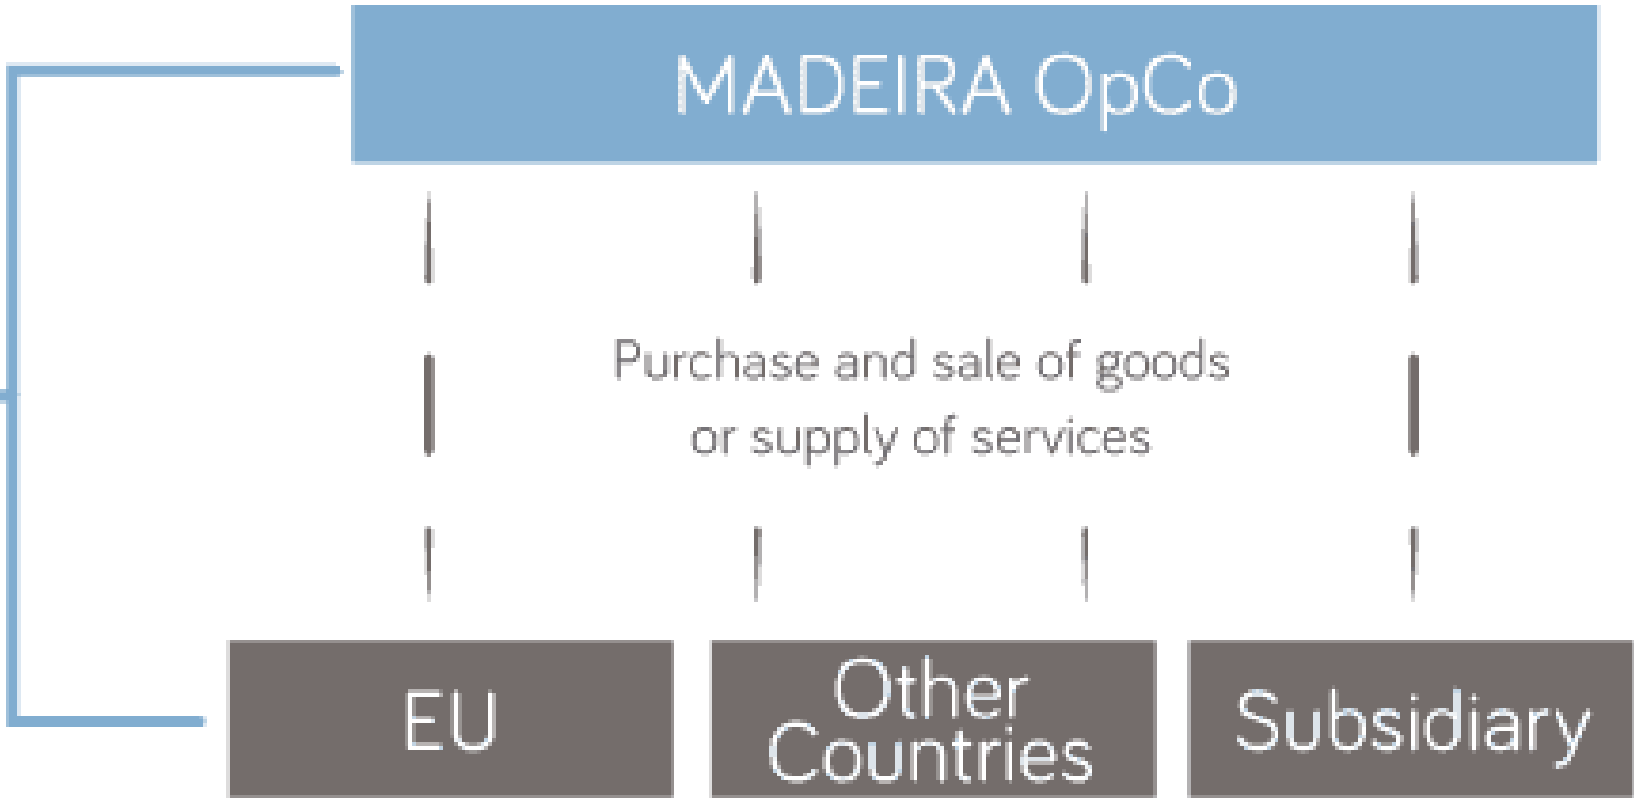 MADEIRA OpCo
Purchase and sale of goods
or supply of services
EU
Other
Countries
Subsidiary